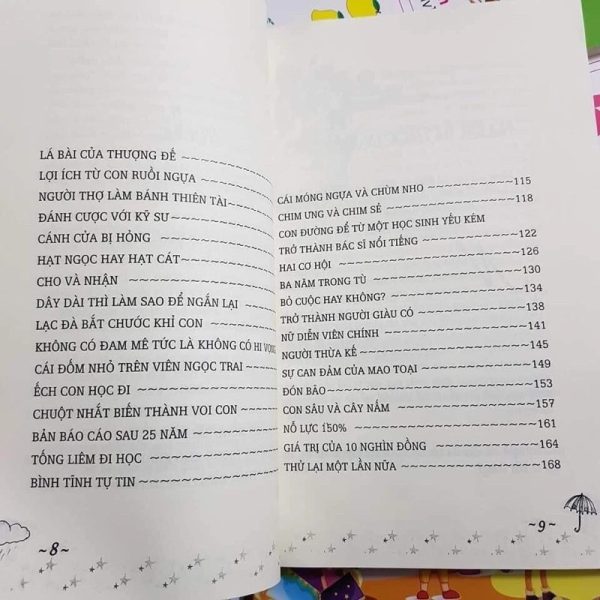 LÁ BÀI CỦA THƯỢNG ĐẾ ~~~~~~~~~~
LỢI ÍCH TỪ CON RUỒI NGỰA ~~~~~~~~
NGƯỜI THỢ LÀM BÁNH THIÊN TÀI~~~~~
ĐÁNH CƯỢC VỚI KỸ SƯ ~~~~~~~~~~
CÁNH CỬA BỊ HỎNG ~~~~~~~~~~~~
HẠT NGỌC HAY HẠT CÁT~~~~~~~~~~
CHO VÀ NHẬN ~~~~~~~~~~~~~~
DÂY DÀI THÌ LÀM SAO ĐỂ NGẮN LẠI ~~~~
LẠC ĐÀ BẮT CHƯỚC KHỈ CON ~~~~~~~~
KHÔNG CÓ ĐAM MÊ TỨC LÀ KHÔNG CÓ HI VỌNG
CÁI ĐỐM NHỎ TRÊN VIÊN NGỌC TRAI ~~~~
ẾCH CON HỌC ĐI ~~~~~~~~~~~~~
CHUỘT NHẮT BIẾN THÀNH VOI CON~~~~~
BẢN BÁO CÁO SAU 25 NĂM ~~~~~~~~~
TỐNG LIÊM ĐI HỌC ~~~~~~~~~~~~
BÌNH TĨNH TỰ TIN ~~~~~~~~~~~~~
~8~
CÁI MÓNG NGỰA VÀ CHÙM NHO ~~~~~~~~~115
CHIM ƯNG VÀ CHIM SẺ ~~~~~~~~~~~~118
CON ĐƯỜNG ĐỂ TỪ MỘT HỌC SINH YẾU KÉM
TRỞ THÀNH BÁC SĨ NỔI TIẾNG ~~~~~~~~~122
HAI CƠ HỘI ~~~~~~~~~~~~~~~~126
BA NĂM TRONG TÙ ~~~~~~~~~~~~~130
BỎ CUỘC HAY KHÔNG? ~~~~~~~~~~~~134
TRỞ THÀNH NGƯỜI GIÀU CÓ ~~~~~~~~~138
NỮ DIỄN VIÊN CHÍNH ~~~~~~~~~~~~141
NGƯỜI THỪA KẾ ~~~~~~~~~~~~~~145
SỰ CAN ĐẢM CỦA MAO TOẠI ~~~~~~~~~149
ĐÓN BÃO ~~~~~~~~~~~~~~~~~153
CON SÂU VÀ CÂY NẤM ~~~~~~~~~~~~157
NỖ LỰC 150% ~~~~~~~~~~~~~~~161
GIÁ TRỊ CỦA 10 NGHÌN ĐỒNG ~~~~~~~~~164
THỬ LẠI MỘT LẦN NỮA ~~~~~~~~~~~~168
~9~